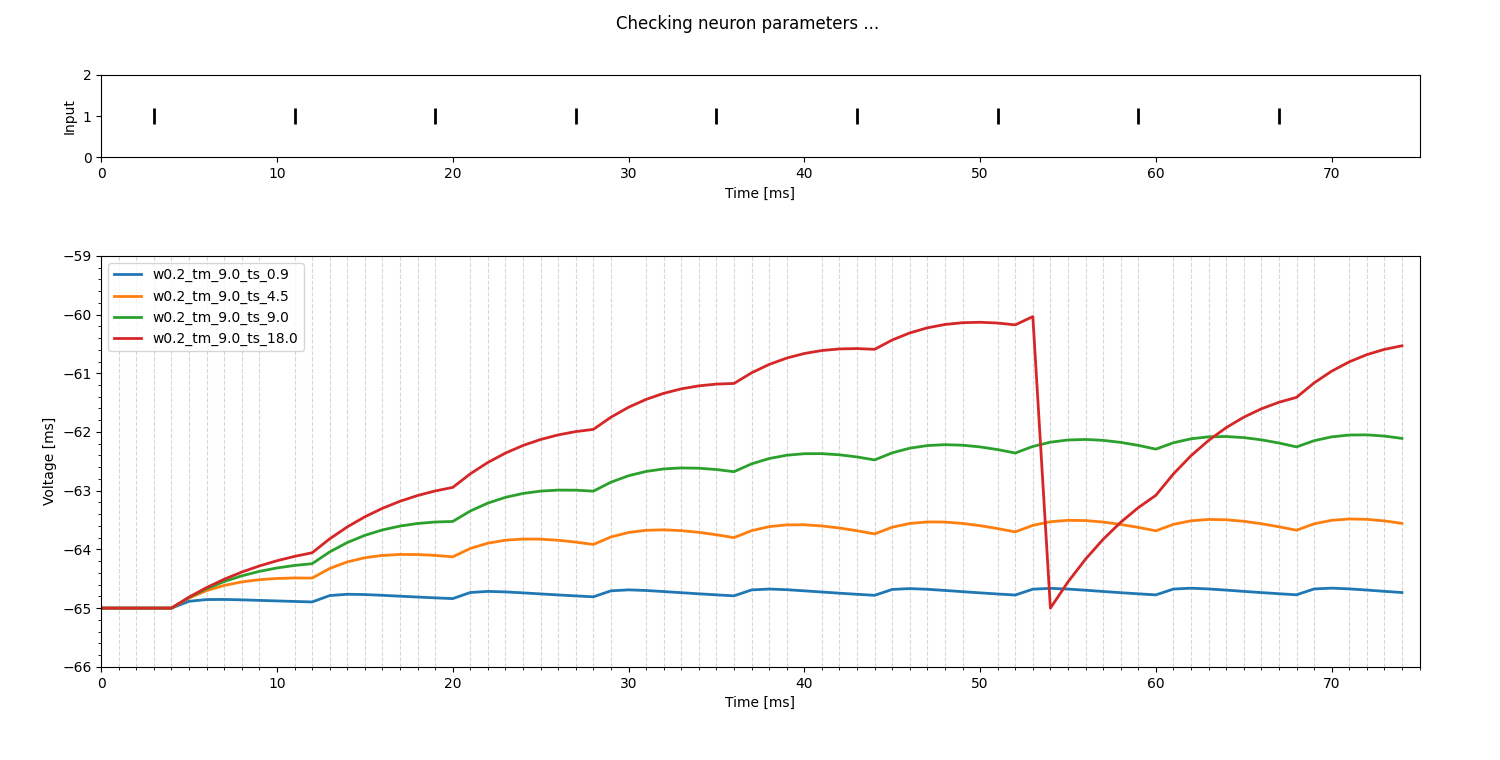 Checking neuron parameters ...
2
1
0
Input
0 10 20 30 40 50 60 70
Time [ms]
−59
−60
−61
−62
−63
−64
−65
−66
Voltage [ms]
w0.2_tm_9.0_ts_0.9
w0.2_tm_9.0_ts_4.5
w0.2_tm_9.0_ts_9.0
w0.2_tm_9.0_ts_18.0
0 10 20 30 40 50 60 70
Time [ms]